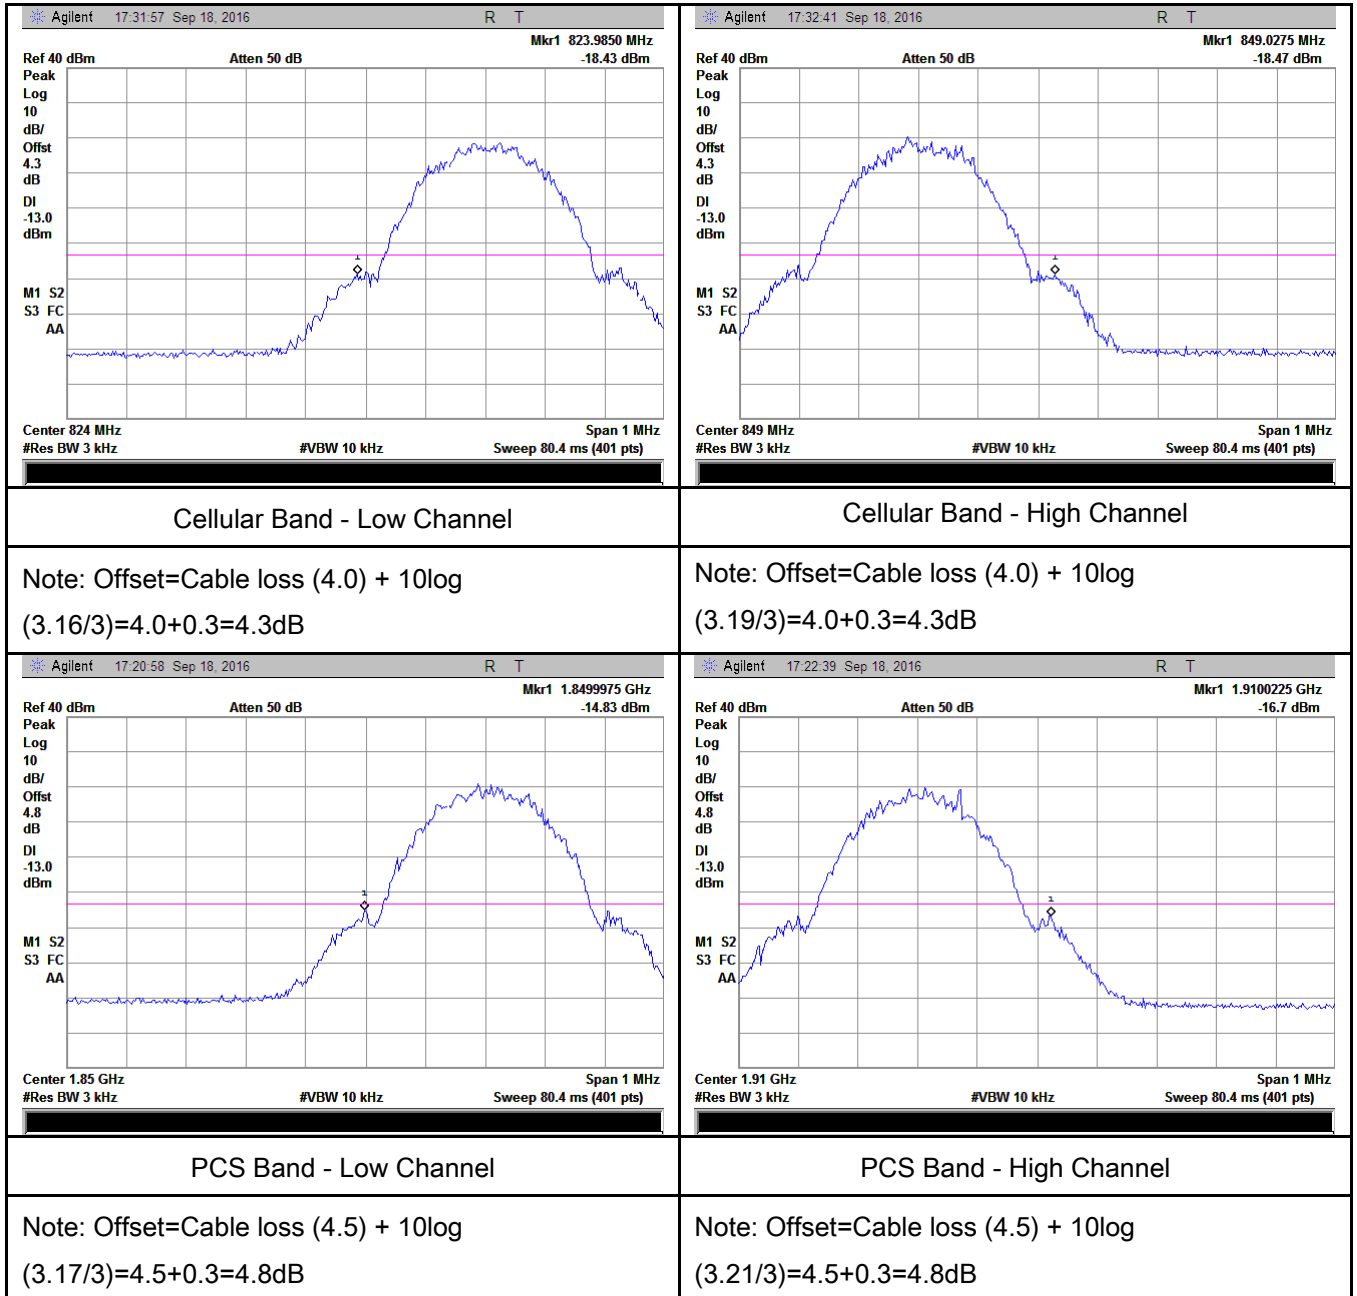 Agilent 17:31:57 Sep 18, 2016 R T
Mkr1 823.9850 MHz
Ref 40 dBm Atten 50 dB -18.43 dBm
Peak
Log
10
dB/
Offst
4.3
dB
DI
-13.0
dBm
M1 S2
S3 FC
AA
1
Center 824 MHz Span 1 MHz
#Res BW 3 kHz #VBW 10 kHz Sweep 80.4 ms (401 pts)
Agilent 17:32:41 Sep 18, 2016 R T
Mkr1 849.0275 MHz
Ref 40 dBm Atten 50 dB -18.47 dBm
Peak
Log
10
dB/
Offst
4.3
dB
DI
-13.0
dBm
M1 S2
S3 FC
AA
1
Center 849 MHz Span 1 MHz
#Res BW 3 kHz #VBW 10 kHz Sweep 80.4 ms (401 pts)
Cellular Band - Low Channel
Cellular Band - High Channel
Note: Offset=Cable loss (4.0) + 10log
(3.16/3)=4.0+0.3=4.3dB
Note: Offset=Cable loss (4.0) + 10log
(3.19/3)=4.0+0.3=4.3dB
Agilent 17:20:58 Sep 18, 2016 R T
Mkr1 1.8499975 GHz
Ref 40 dBm Atten 50 dB -14.83 dBm
Peak
Log
10
dB/
Offst
4.8
dB
DI
-13.0
dBm
M1 S2
S3 FC
AA
1
Center 1.85 GHz Span 1 MHz
#Res BW 3 kHz #VBW 10 kHz Sweep 80.4 ms (401 pts)
Agilent 17:22:39 Sep 18, 2016 R T
Mkr1 1.9100225 GHz
Ref 40 dBm Atten 50 dB -16.7 dBm
Peak
Log
10
dB/
Offst
4.8
dB
DI
-13.0
dBm
M1 S2
S3 FC
AA
1
Center 1.91 GHz Span 1 MHz
#Res BW 3 kHz #VBW 10 kHz Sweep 80.4 ms (401 pts)
PCS Band - Low Channel
PCS Band - High Channel
Note: Offset=Cable loss (4.5) + 10log
(3.17/3)=4.5+0.3=4.8dB
Note: Offset=Cable loss (4.5) + 10log
(3.21/3)=4.5+0.3=4.8dB